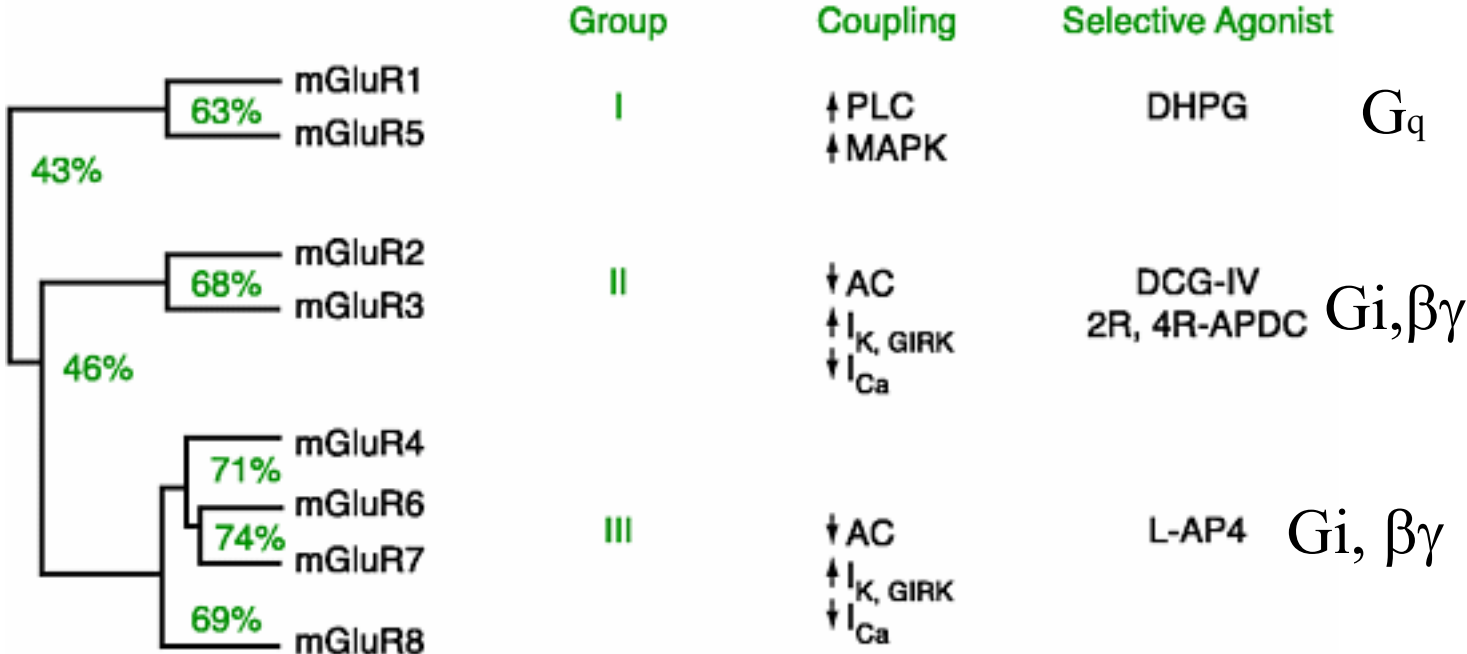 Group Coupling Selective Agonist
mGluR1
63%
mGluR5
I
PLC
MAPK
DHPG
Gq
43%
mGluR2
68%
mGluR3
II
AC
IK, GIRK
ICa
DCG-IV
2R, 4R-APDC
Gi,βγ
46%
mGluR4
71%
mGluR6
74%
mGluR7
69%
mGluR8
III
AC
IK, GIRK
ICa
L-AP4
Gi, βγ